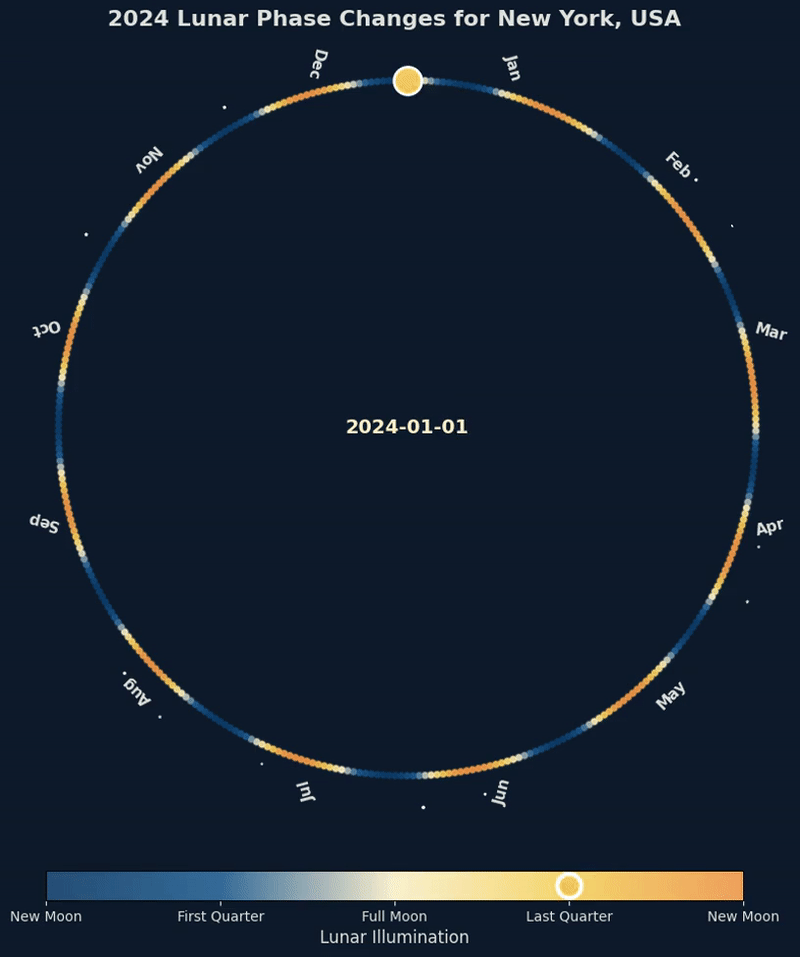 2024 Lunar Phase Changes for New York, USA
Jan
Feb
Mar
Apr
May
Jun
Jul
Aug
Sep
Oct
Nov
Dec
2024-01-01
New Moon First Quarter Full Moon Last Quarter New Moon
Lunar Illumination